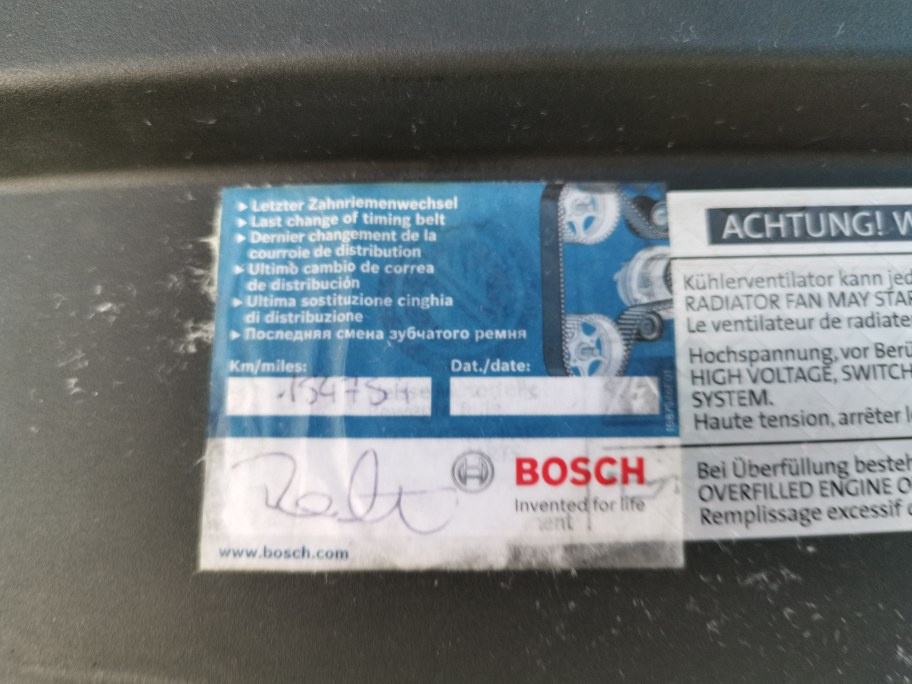 ▸ Letzter Zahnriemenwechsel
▸ Last change of timing belt
▸ Dernier changement de la
courroie de distribution
▸ Ultimo cambio de correa
de distribución
▸ Ultima sostituzione cinghia
di distribuzione
▸ Последняя смена зубчатого ремня
Km/miles:
Dat./date:
BOSCH
Invented for life
www.bosch.com
ACHTUNG! W
Kühlerventilator kann jed
RADIATOR FAN MAY STAR
Le ventilateur de radiate
Hochspannung, vor Berü
HIGH VOLTAGE, SWITCH
SYSTEM.
Haute tension, arrêter l
Bei Überfüllung besteh
OVERFILLED ENGINE O
Remplissage excessif